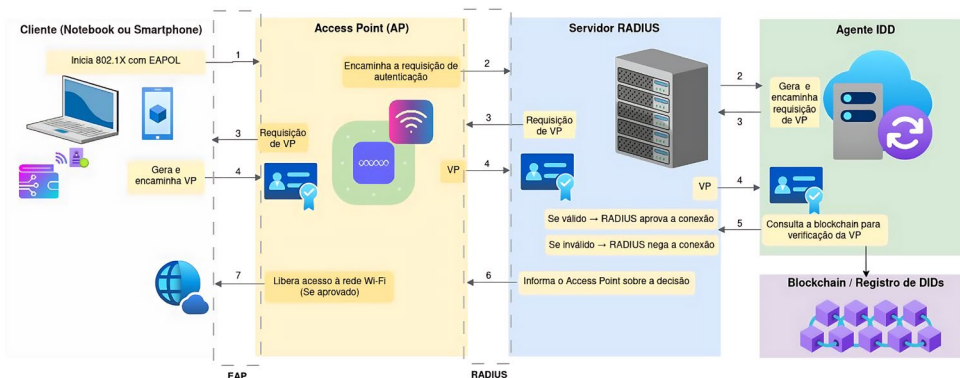 Cliente (Notebook ou Smartphone)
Access Point (AP)
Servidor RADIUS
Agente IDD
Inicia 802.1X com EAPOL
1
Encaminha a requisição de
autenticação
2
2
Gera e
encaminha
requisição
de VP
3
Requisição
de VP
3
Requisição
de VP
3
Gera e
encaminha VP
4
VP
4
VP
4
Se válido → RADIUS aprova a conexão
Se inválido → RADIUS nega a conexão
5
Consulta a blockchain para
verificação da VP
7
Libera acesso à rede Wi-Fi
(Se aprovado)
6
Informa o Access Point sobre a decisão
Blockchain / Registro de DIDs
EAP
RADIUS